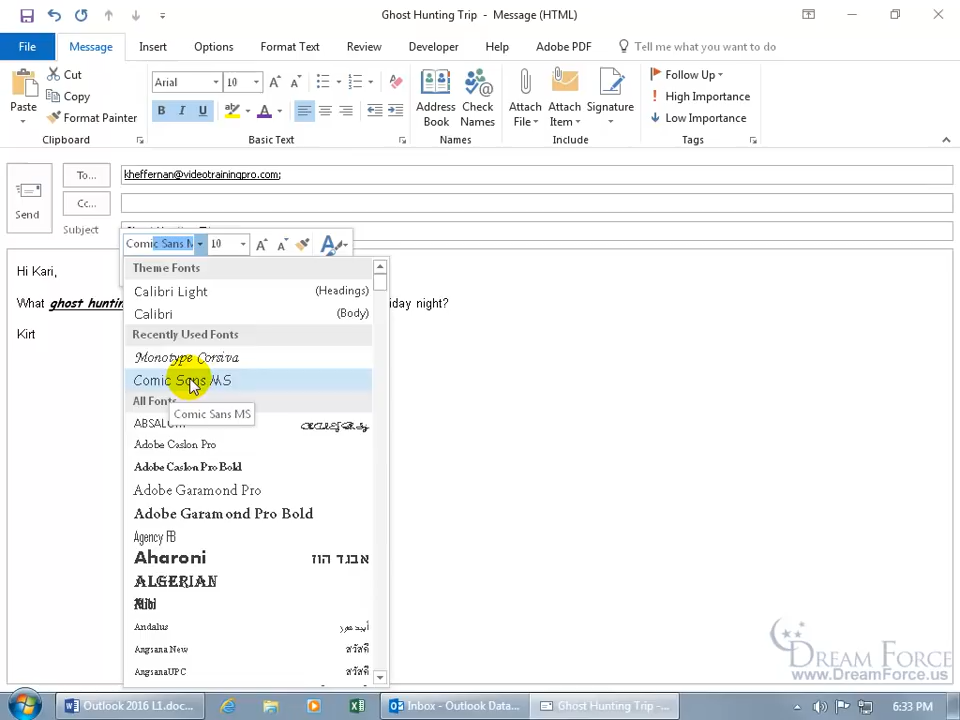 Ghost Hunting Trip - Message (HTML)
File Message Insert Options Format Text Review Developer Help Adobe PDF Tell me what you want to do
Paste
Cut
Copy
Format Painter
Clipboard
Arial 10
B I U
Basic Text
Address Book
Check Names
Names
Attach File
Attach Item
Signature
Include
Follow Up
High Importance
Low Importance
Tags
Send
To... kheffernan@videotrainingpro.com;
Cc...
Subject
Comic Sans M 10
Hi Kari,
What ghost huntin iday night?
Kirt
Theme Fonts
Calibri Light (Headings)
Calibri (Body)
Recently Used Fonts
Monotype Corsiva
Comic Sans MS
All Fonts
Comic Sans MS
Adobe Caslon Pro
Adobe Caslon Pro Bold
Adobe Garamond Pro
Adobe Garamond Pro Bold
Agency FB
Aharoni אבגד הוז
ALGERIAN
Andalus أبجد هوز
Angsana New สวัสดี
AngsanaUPC สวัสดี
DREAM FORCE
www.DreamForce.us
Outlook 2016 L1.doc...
Inbox - Outlook Data...
Ghost Hunting Trip -...
6:33 PM